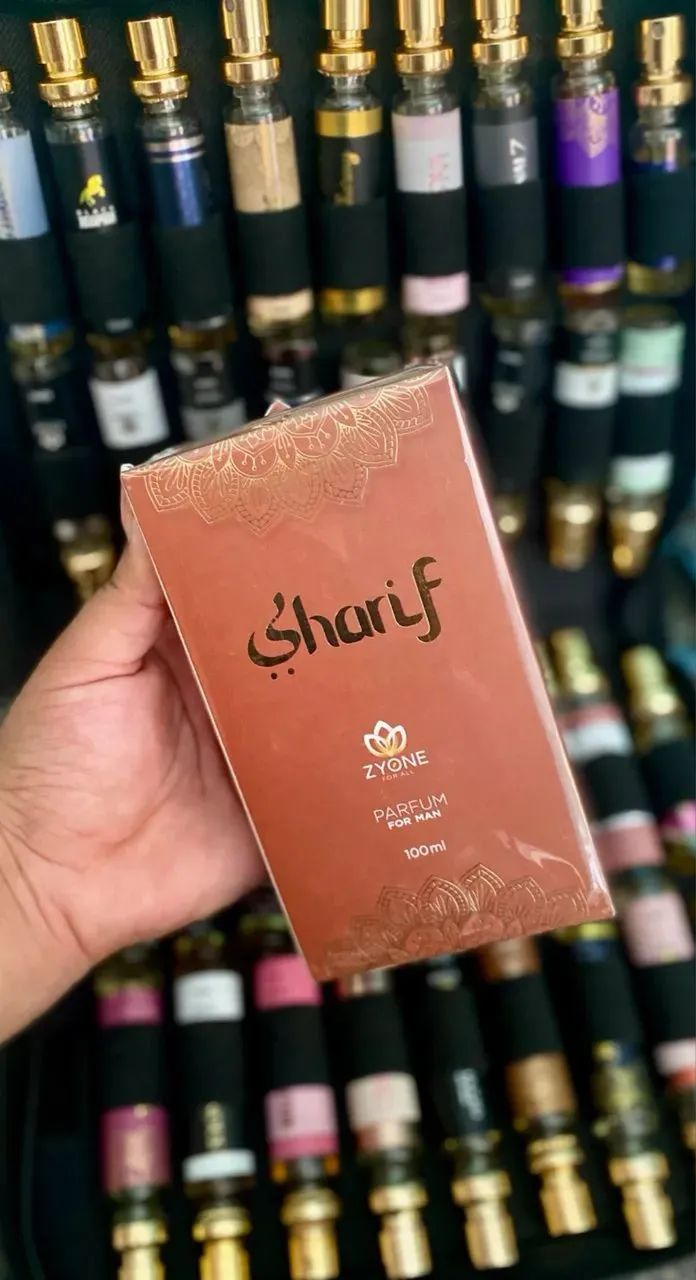 Sharif
ZYONE
FOR ALL
PARFUM
FOR MAN
100ml